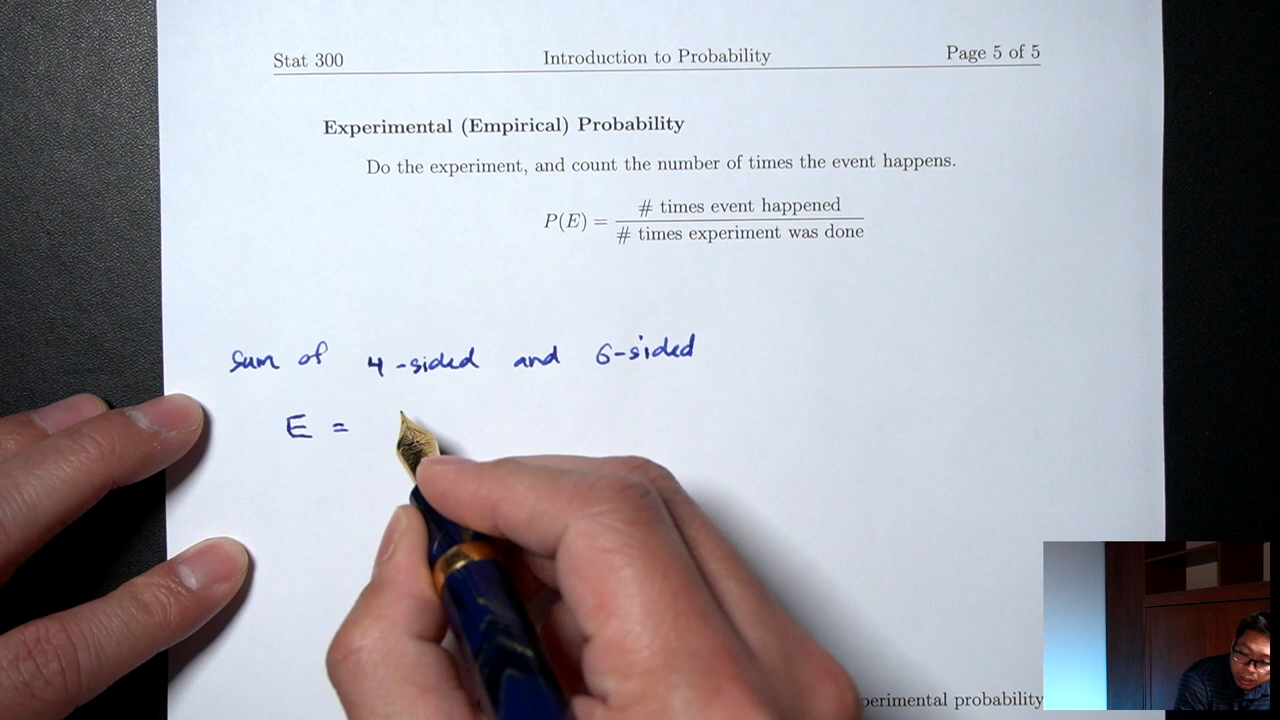 Stat 300 Introduction to Probability Page 5 of 5
Experimental (Empirical) Probability
Do the experiment, and count the number of times the event happens.
P(E) = # times event happened / # times experiment was done
Sum of 4-sided and 6-sided
E =
experimental probability